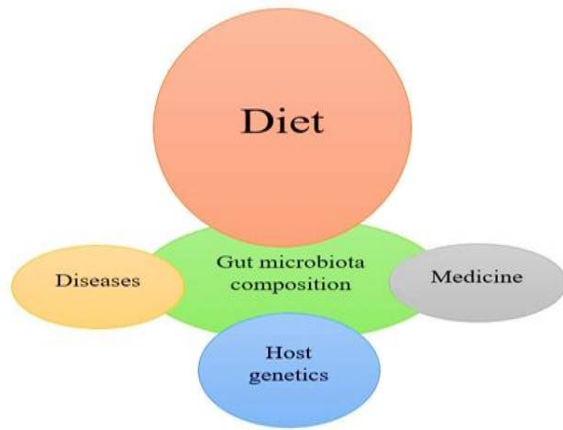 Diet
Gut microbiota
composition
Diseases
Medicine
Host
genetics